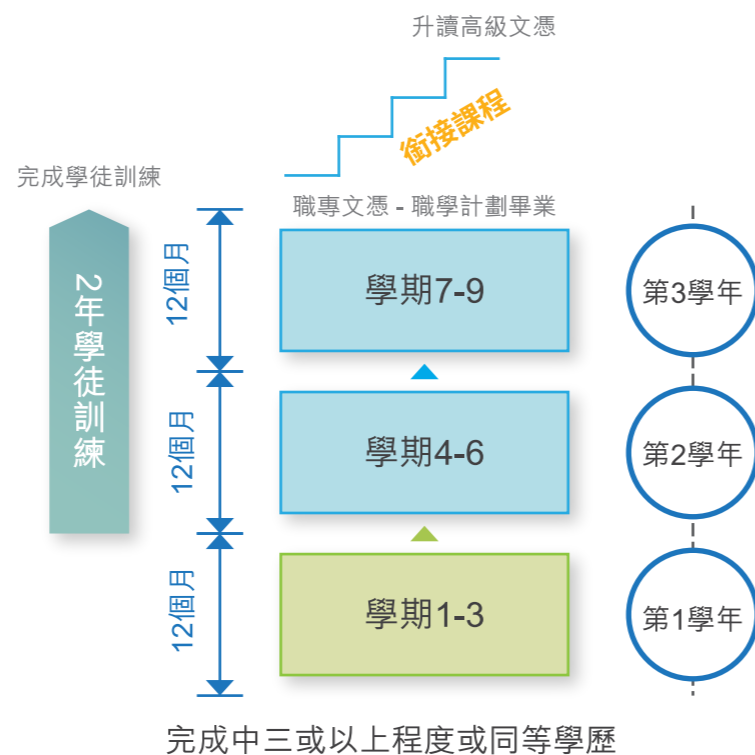 升讀高級文憑
銜接課程
完成學徒訓練
職專文憑 - 職學計劃畢業
2年學徒訓練
12個月
學期7-9
第3學年
12個月
學期4-6
第2學年
12個月
學期1-3
第1學年
完成中三或以上程度或同等學歷